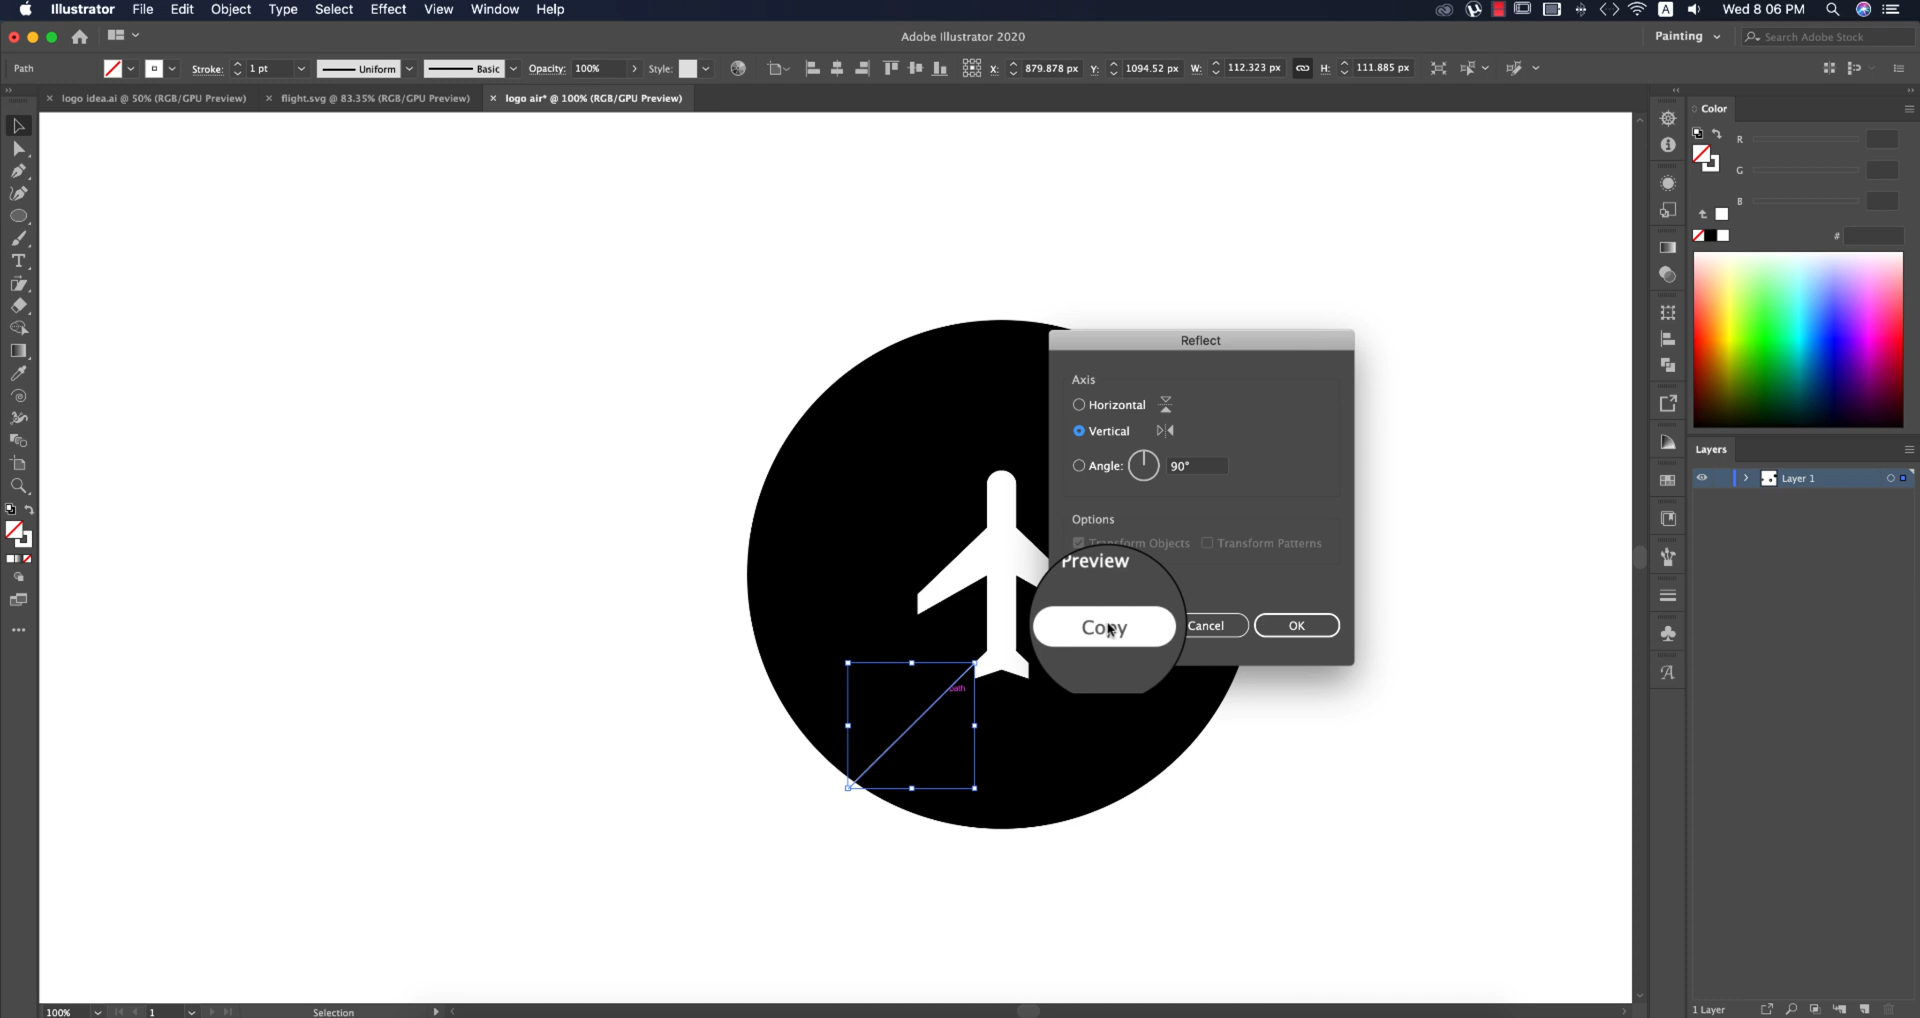 Illustrator File Edit Object Type Select Effect View Window Help A Wed 8 06 PM
Adobe Illustrator 2020 Painting Search Adobe Stock
Path Stroke: 1 pt Uniform Basic Opacity: 100% Style: X: 879.878 px Y: 1094.52 px W: 112.323 px H: 111.885 px
× logo idea.ai @ 50% (RGB/GPU Preview) × flight.svg @ 83.35% (RGB/GPU Preview) × logo air* @ 100% (RGB/GPU Preview)
Color
R
G
B
#
Reflect
Axis
Horizontal
Vertical
Angle: 90°
Options
Transform Objects Transform Patterns
Preview
Copy Cancel OK
path
Layers
Layer 1
100% 1 Selection
1 Layer